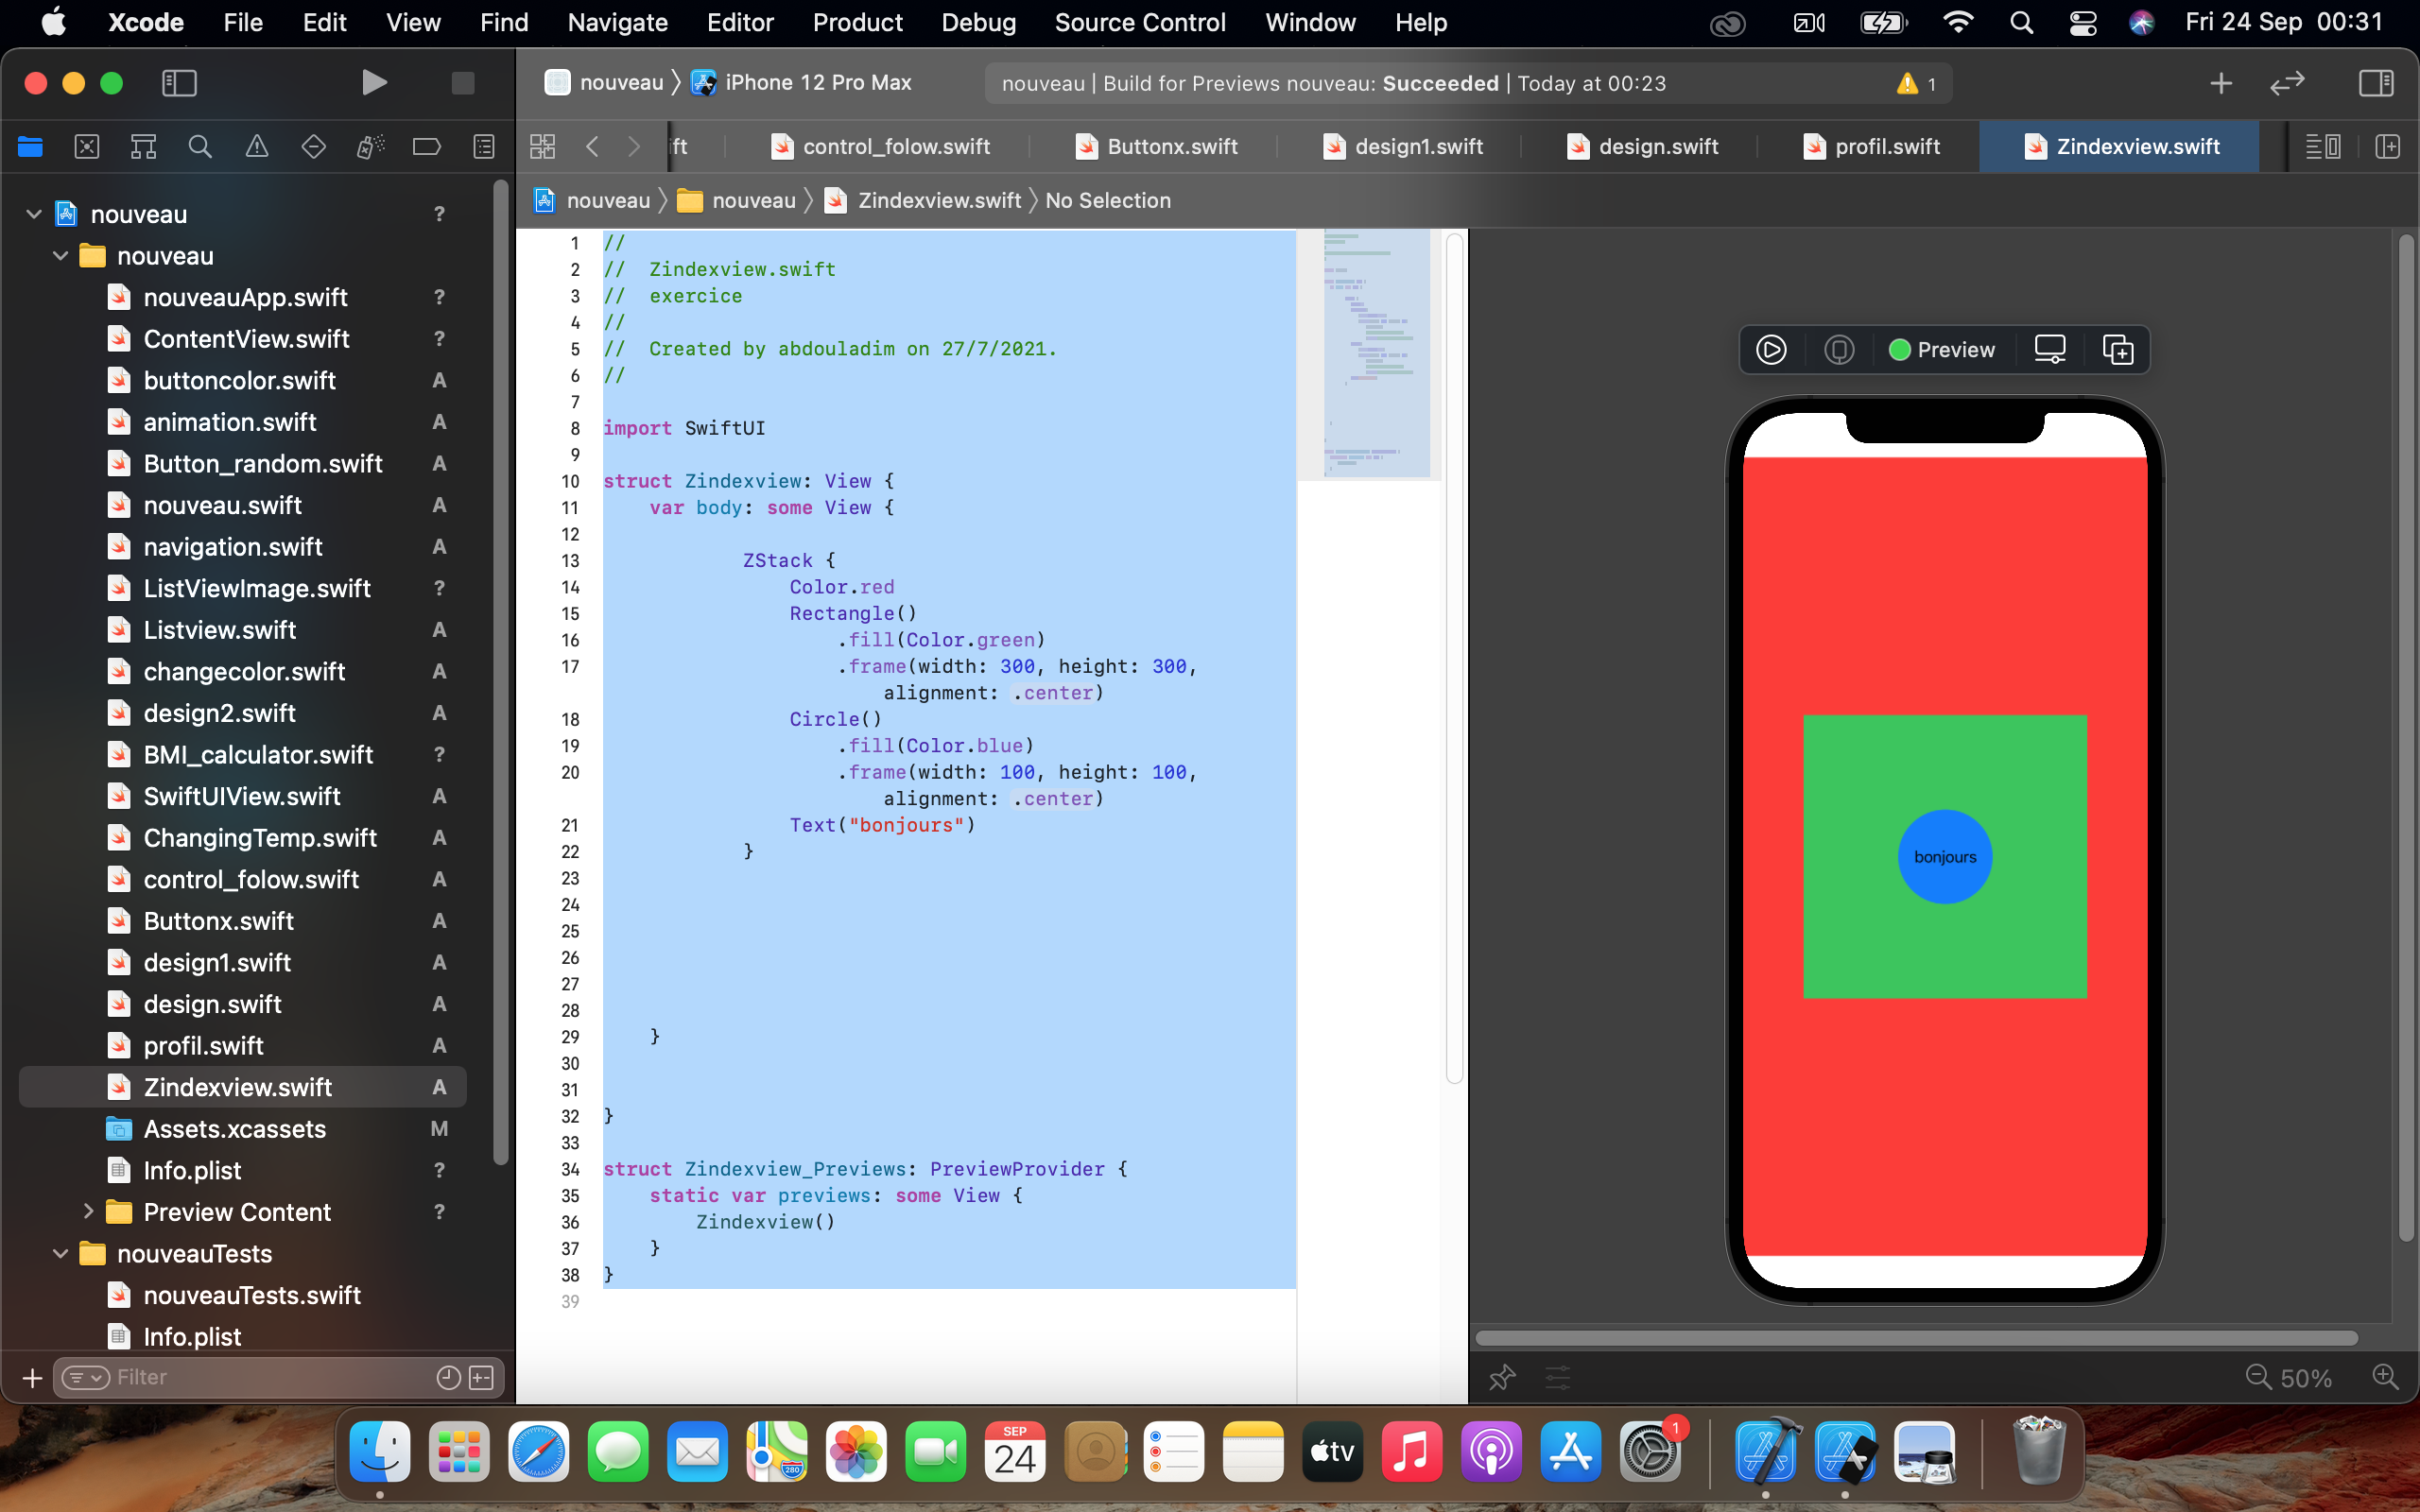 Xcode File Edit View Find Navigate Editor Product Debug Source Control Window Help Fri 24 Sep 00:31
nouveau iPhone 12 Pro Max nouveau | Build for Previews nouveau: Succeeded | Today at 00:23 1
ift control_folow.swift Buttonx.swift design1.swift design.swift profil.swift Zindexview.swift
nouveau nouveau Zindexview.swift No Selection
nouveau ?
nouveau
nouveauApp.swift ?
ContentView.swift ?
buttoncolor.swift A
animation.swift A
Button_random.swift A
nouveau.swift A
navigation.swift A
ListViewImage.swift ?
Listview.swift A
changecolor.swift A
design2.swift A
BMI_calculator.swift ?
SwiftUIView.swift A
ChangingTemp.swift A
control_folow.swift A
Buttonx.swift A
design1.swift A
design.swift A
profil.swift A
Zindexview.swift A
Assets.xcassets M
Info.plist ?
Preview Content ?
nouveauTests
nouveauTests.swift
Info.plist
Filter
1 //
2 //  Zindexview.swift
3 //  exercice
4 //
5 //  Created by abdouladim on 27/7/2021.
6 //
7
8 import SwiftUI
9
10 struct Zindexview: View {
11     var body: some View {
12
13             ZStack {
14                 Color.red
15                 Rectangle()
16                     .fill(Color.green)
17                     .frame(width: 300, height: 300,
                        alignment: .center)
18                 Circle()
19                     .fill(Color.blue)
20                     .frame(width: 100, height: 100,
                        alignment: .center)
21                 Text("bonjours")
22             }
23
24
25
26
27
28
29     }
30
31
32 }
33
34 struct Zindexview_Previews: PreviewProvider {
35     static var previews: some View {
36         Zindexview()
37     }
38 }
39
Preview
bonjours
50%
SEP
24
280
tv
1